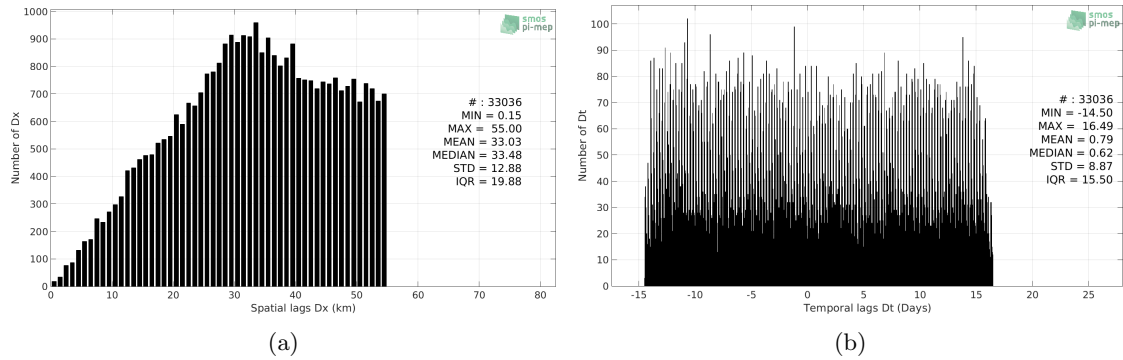 1000
900
800
700
600
500
400
300
200
100
0
Number of Dx
0 10 20 30 40 50 60 70 80
Spatial lags Dx (km)
smos
pi-mep
# : 33036
MIN = 0.15
MAX = 55.00
MEAN = 33.03
MEDIAN = 33.48
STD = 12.88
IQR = 19.88
(a)
100
90
80
70
60
50
40
30
20
10
0
Number of Dt
-15 -10 -5 0 5 10 15 20 25
Temporal lags Dt (Days)
smos
pi-mep
# : 33036
MIN = -14.50
MAX = 16.49
MEAN = 0.79
MEDIAN = 0.62
STD = 8.87
IQR = 15.50
(b)